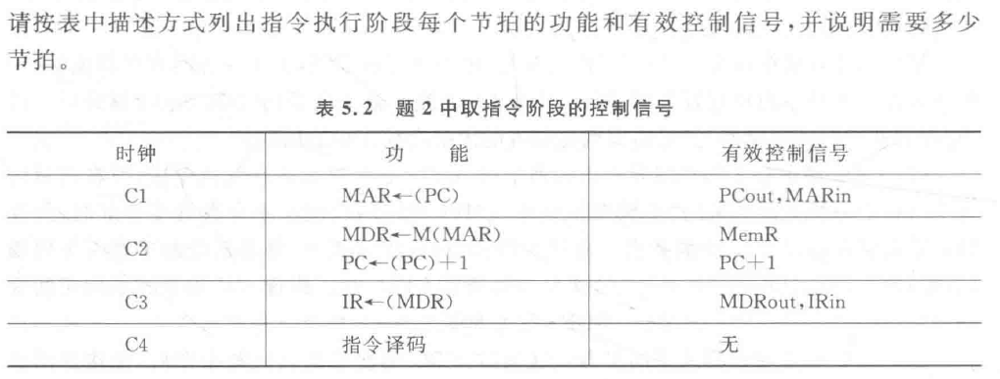 请按表中描述方式列出指令执行阶段每个节拍的功能和有效控制信号,并说明需要多少
节拍。
表 5.2 题 2 中取指令阶段的控制信号
时钟 功 能 有效控制信号
C1 MAR←(PC) PCout,MARin
C2 MDR←M(MAR) MemR
PC←(PC)+1 PC+1
C3 IR←(MDR) MDRout,IRin
C4 指令译码 无